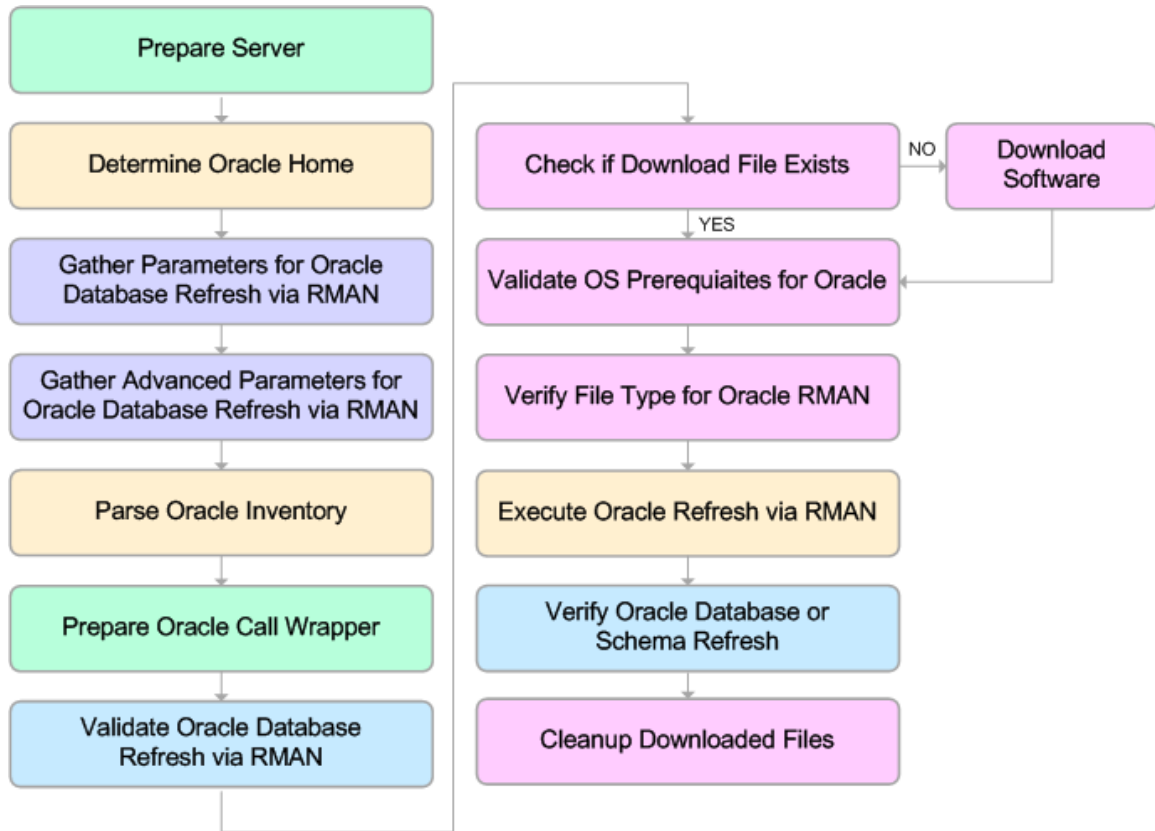 Prepare Server
Determine Oracle Home
Gather Parameters for Oracle
Database Refresh via RMAN
Gather Advanced Parameters for
Oracle Database Refresh via RMAN
Parse Oracle Inventory
Prepare Oracle Call Wrapper
Validate Oracle Database
Refresh via RMAN
Check if Download File Exists
NO
Download
Software
YES
Validate OS Prerequiaites for Oracle
Verify File Type for Oracle RMAN
Execute Oracle Refresh via RMAN
Verify Oracle Database or
Schema Refresh
Cleanup Downloaded Files